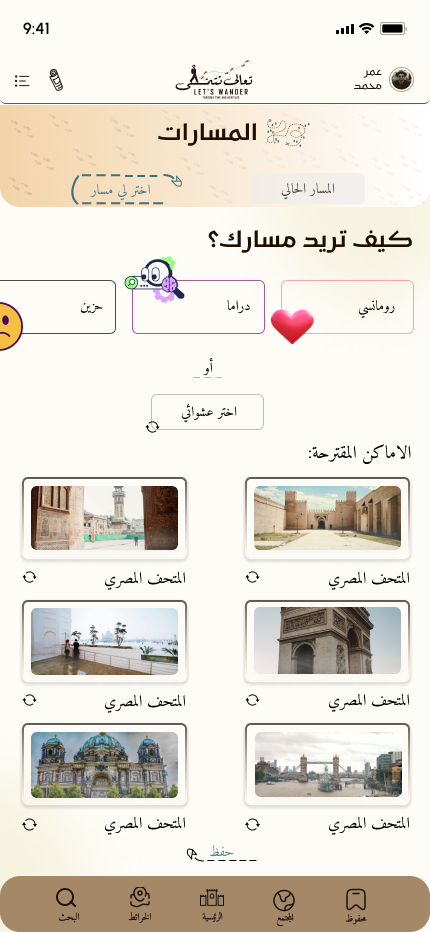 9:41
عمر
محمد
تعالى نتنقى
LET'S WANDER
THROUGH TIME AND HERITAGE
المسارات
المسار الحالي
اختر لي مسار
كيف تريد مسارك؟
رومانسي
دراما
حزين
أو
اختر عشوائي
الاماكن المقترحة:
المتحف المصري
المتحف المصري
المتحف المصري
المتحف المصري
المتحف المصري
المتحف المصري
حفظ
محفوظ
المجتمع
الرئيسية
الخرائط
البحث